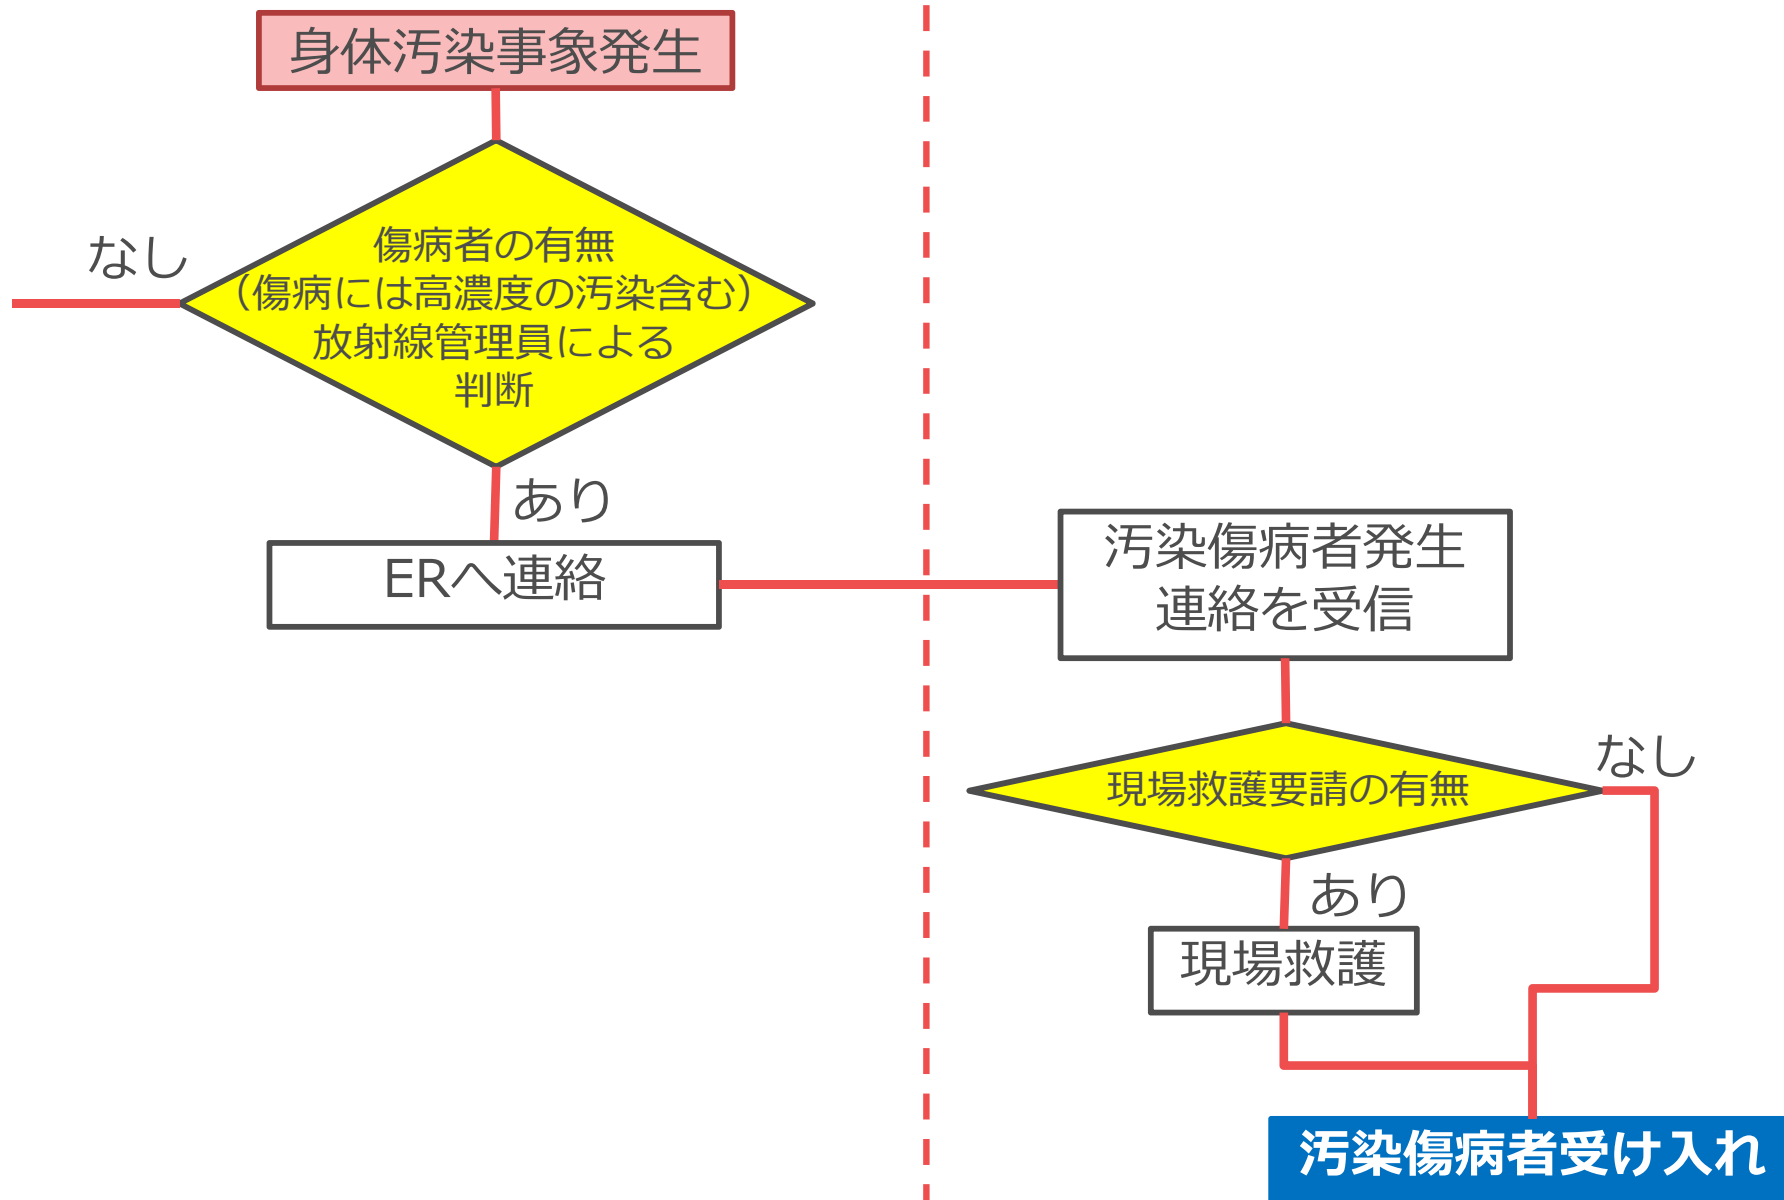 身体汚染事象発生
なし
傷病者の有無
（傷病には高濃度の汚染含む）
放射線管理員による
判断
あり
ERへ連絡
汚染傷病者発生
連絡を受信
現場救護要請の有無
なし
あり
現場救護
汚染傷病者受け入れ